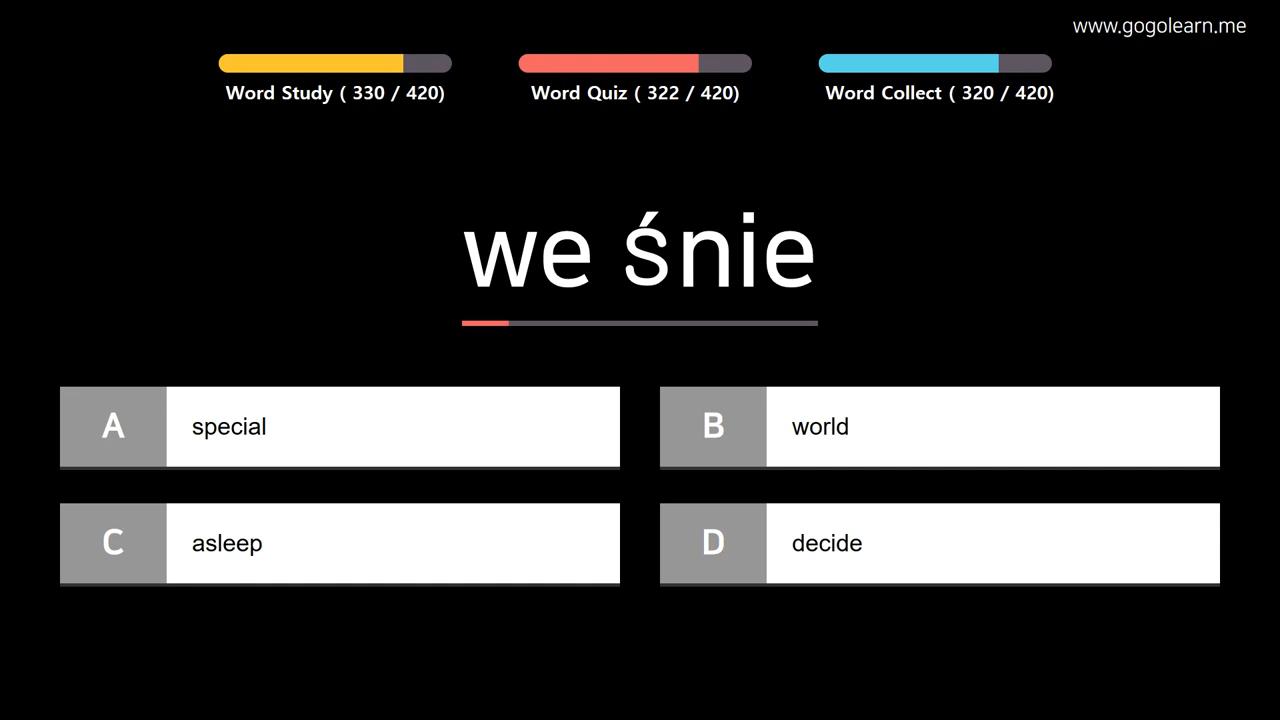 www.gogolearn.me
Word Study ( 330 / 420)
Word Quiz ( 322 / 420)
Word Collect ( 320 / 420)
we śnie
A special
B world
C asleep
D decide